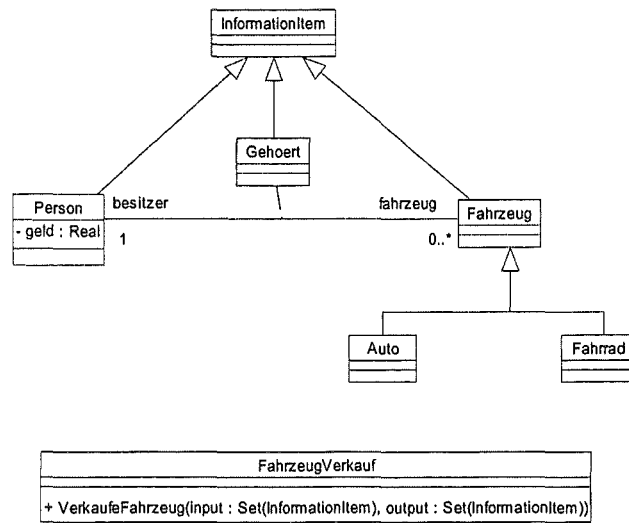 InformationItem
Gehoert
Person
- geld : Real
besitzer
1
fahrzeug
0..*
Fahrzeug
Auto
Fahrrad
FahrzeugVerkauf
+ VerkaufeFahrzeug(input : Set(InformationItem), output : Set(InformationItem))